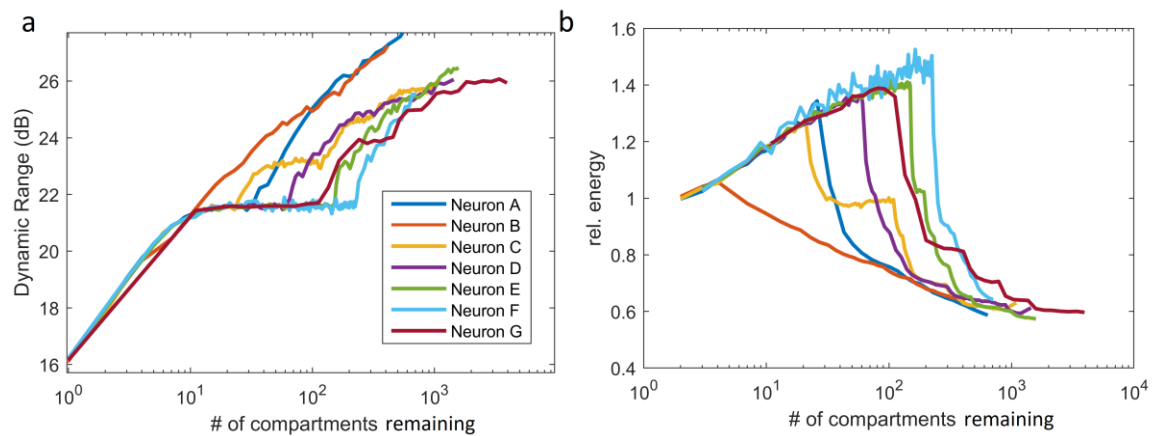 a
26
24
22
20
18
16
Dynamic Range (dB)
10^0
10^1
10^2
10^3
# of compartments remaining
Neuron A
Neuron B
Neuron C
Neuron D
Neuron E
Neuron F
Neuron G
b
1.6
1.4
1.2
1
0.8
0.6
0.4
rel. energy
10^0
10^1
10^2
10^3
10^4
# of compartments remaining